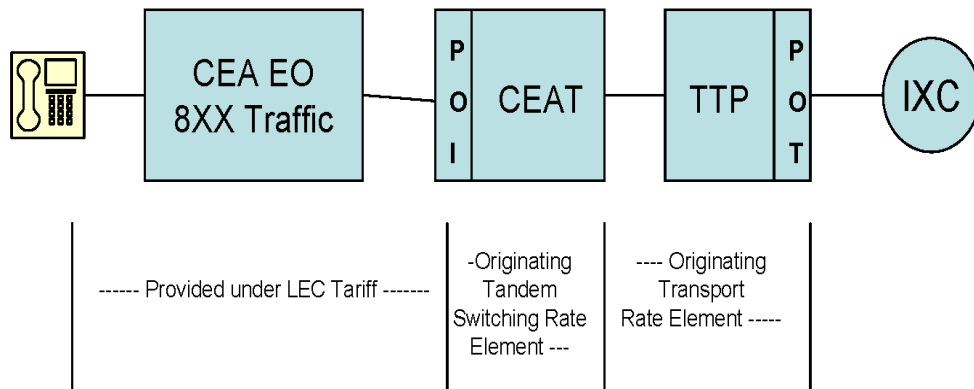 CEA EO
8XX Traffic
P
O
I
CEAT
TTP
P
O
T
IXC
------ Provided under LEC Tariff -------
-Originating
Tandem
Switching Rate
Element ---
---- Originating
Transport
Rate Element -----